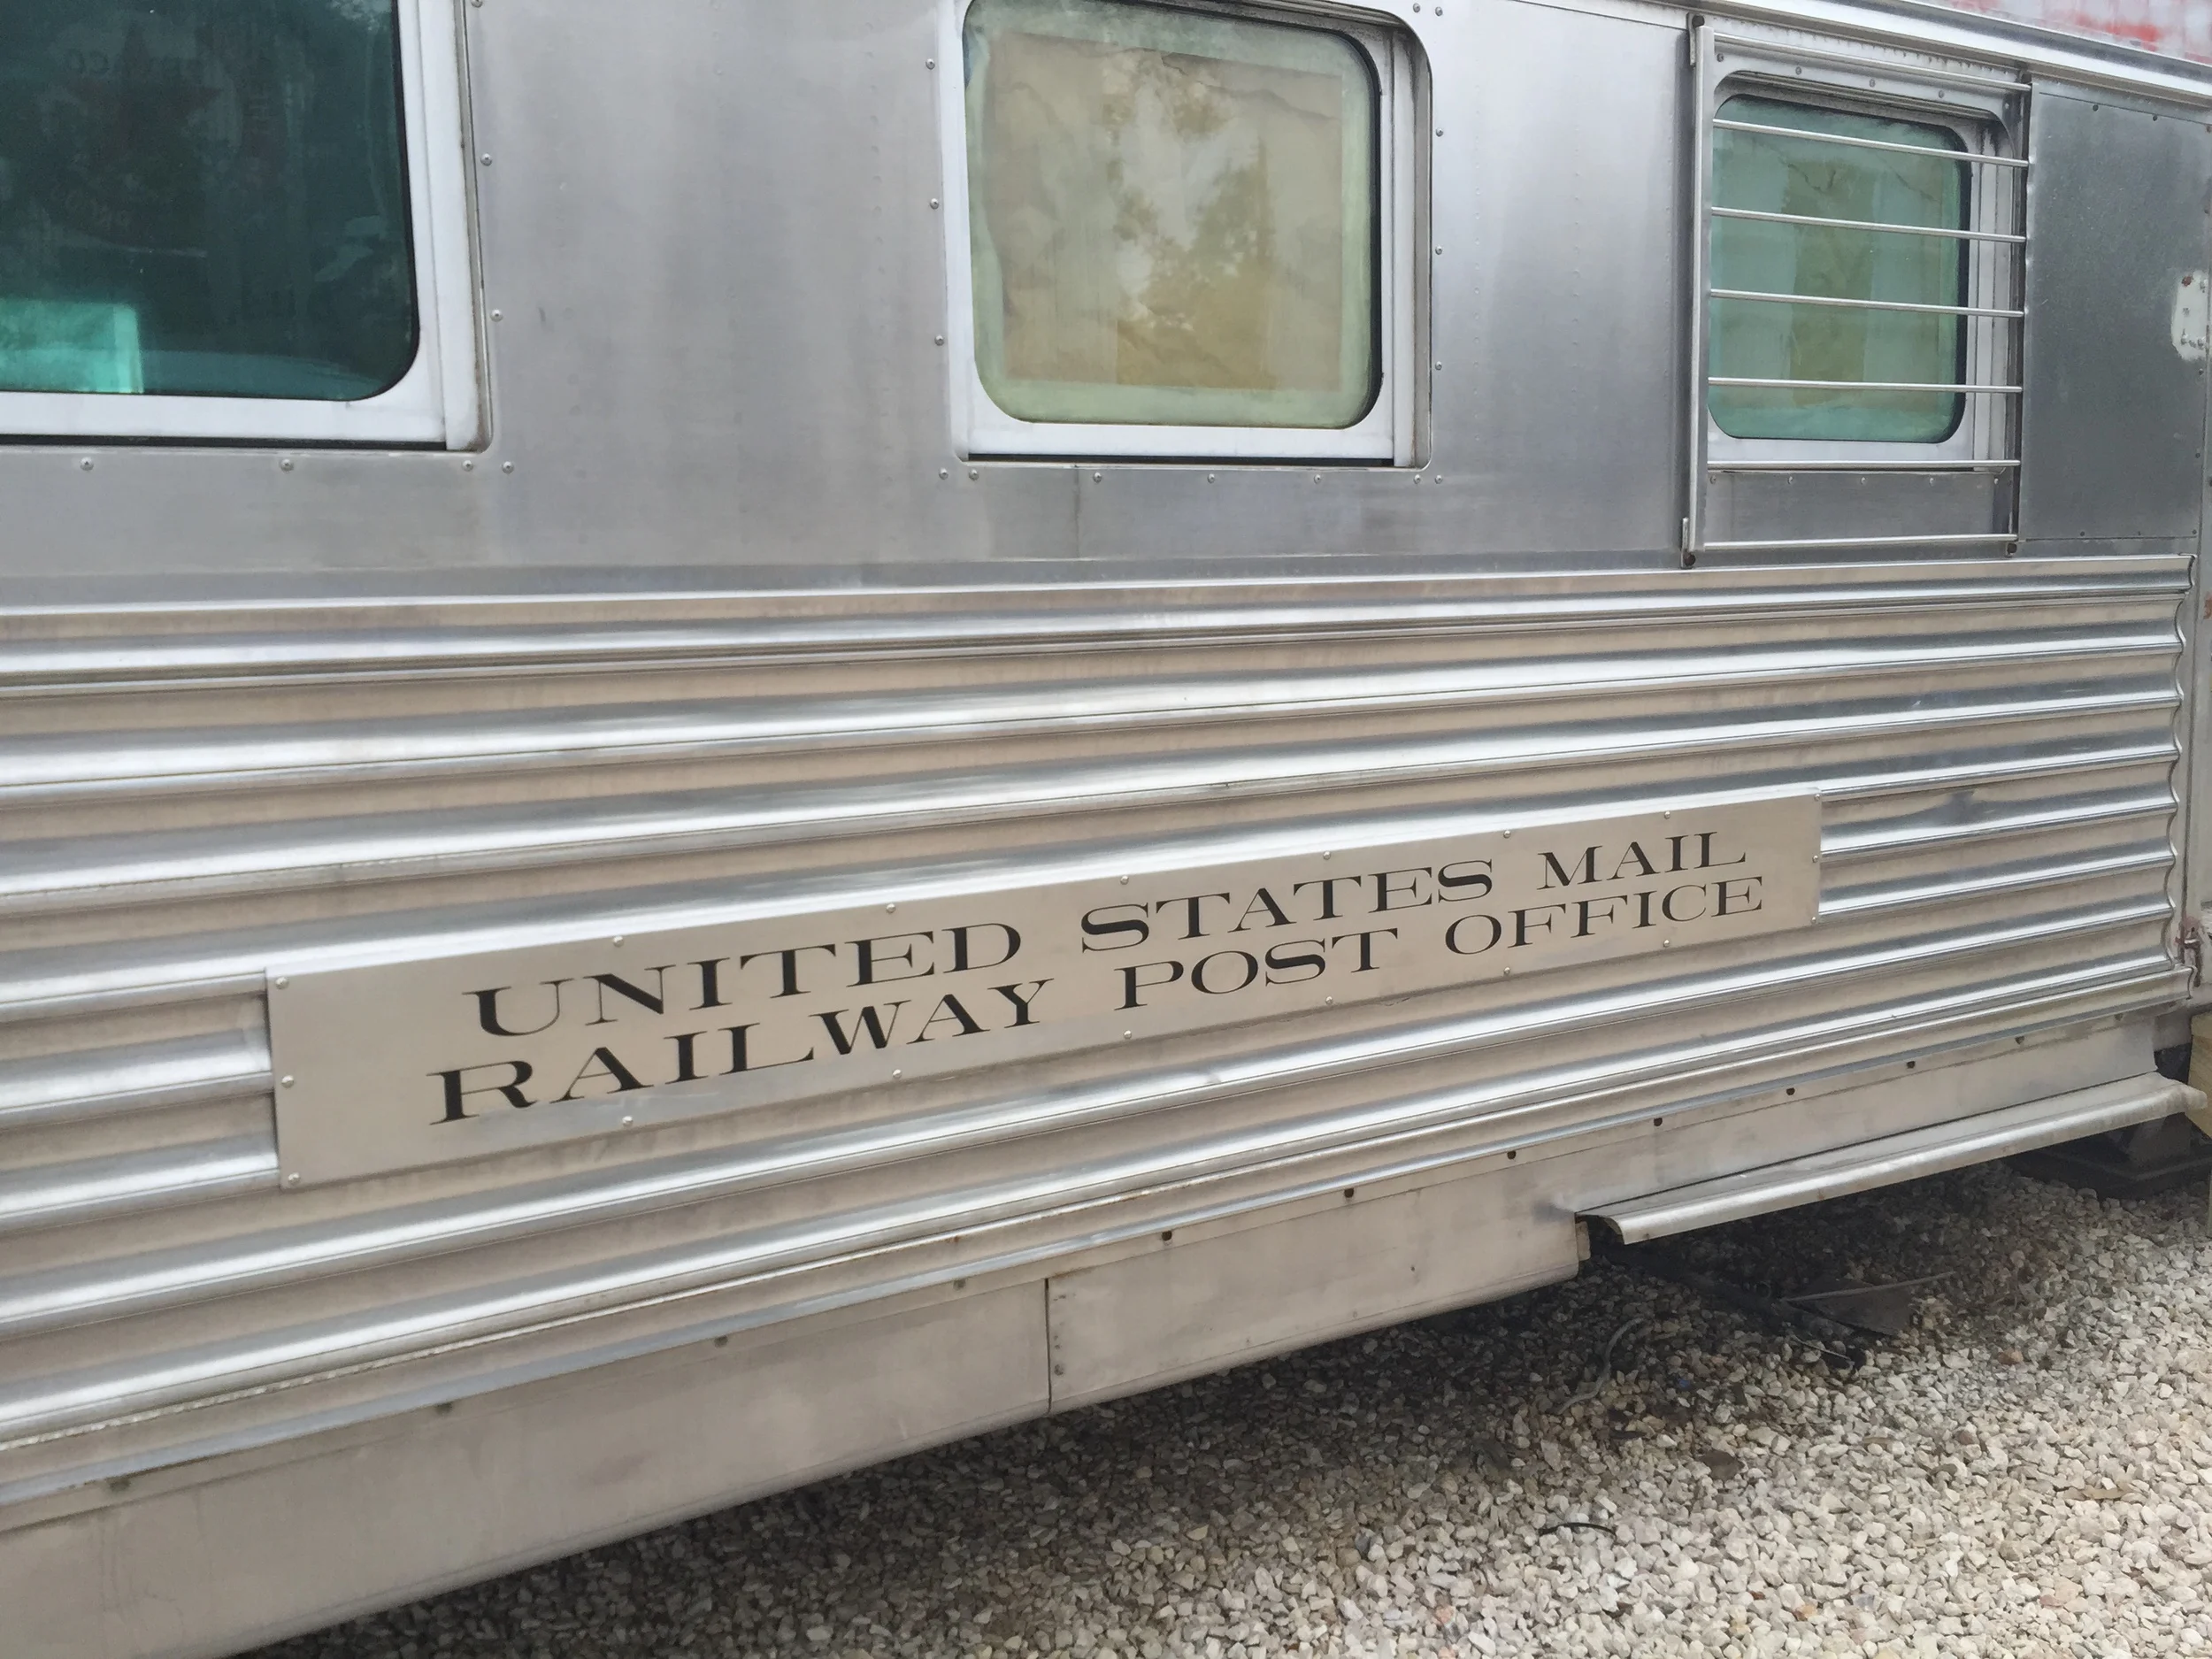 UNITED STATES MAIL
RAILWAY POST OFFICE